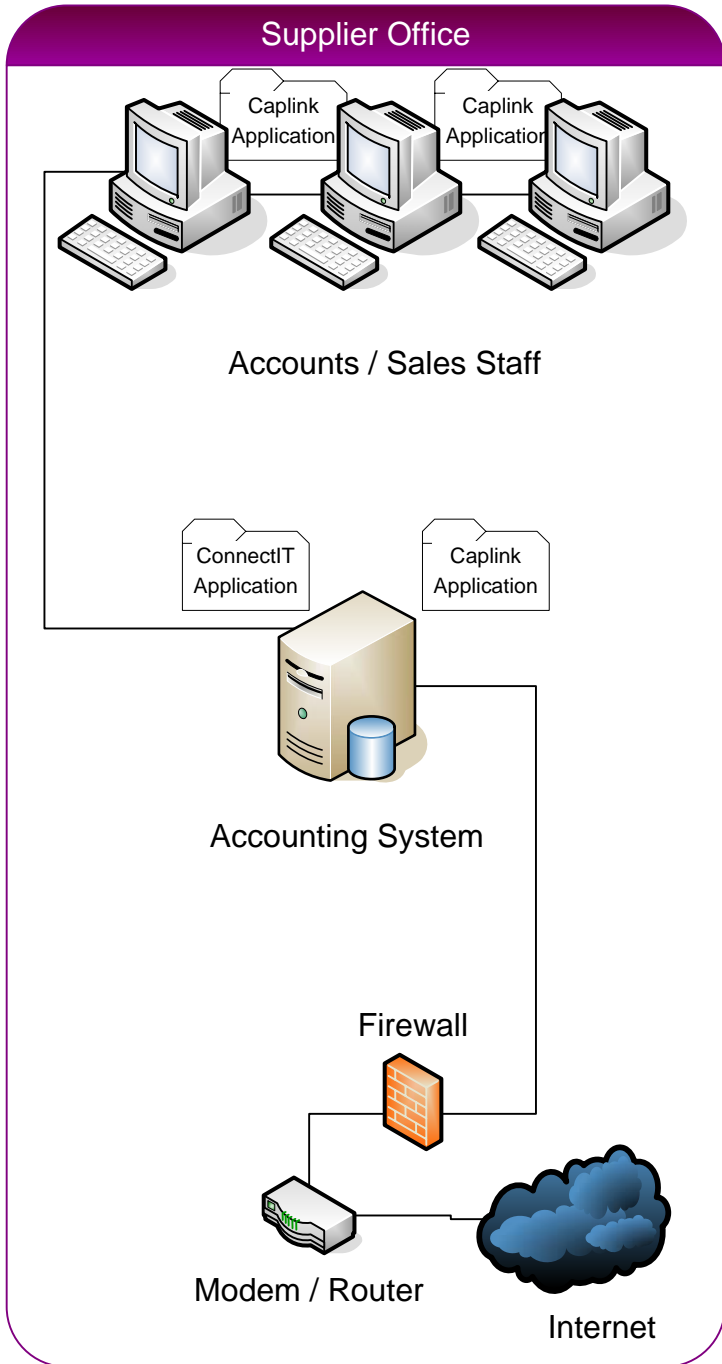 Supplier Office
Caplink
Application
Caplink
Application
Accounts / Sales Staff
ConnectIT
Application
Caplink
Application
Accounting System
Firewall
Modem / Router
Internet